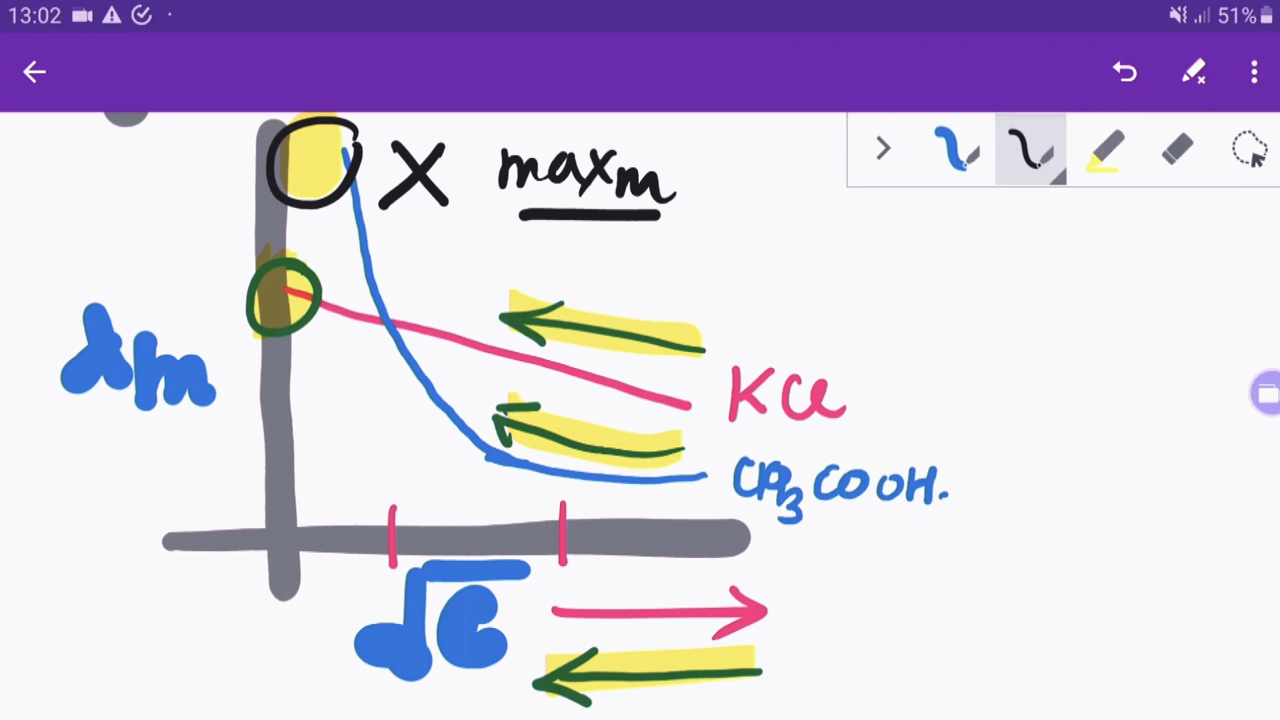 13:02
51%
X maxm
λm
KCl
CH3COOH.
√C